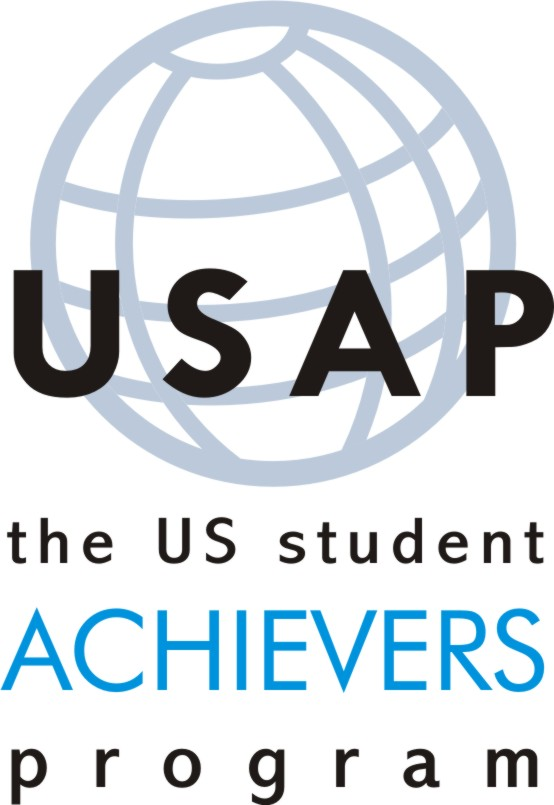 USAP
the US student
ACHIEVERS
program